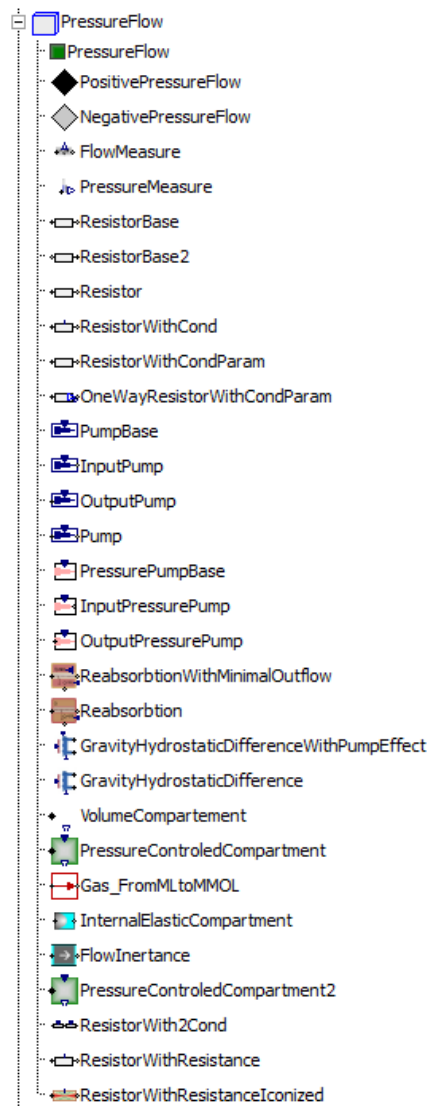 PressureFlow
PressureFlow
PositivePressureFlow
NegativePressureFlow
FlowMeasure
PressureMeasure
ResistorBase
ResistorBase2
Resistor
ResistorWithCond
ResistorWithCondParam
OneWayResistorWithCondParam
PumpBase
InputPump
OutputPump
Pump
PressurePumpBase
InputPressurePump
OutputPressurePump
ReabsorbtionWithMinimalOutflow
Reabsorbtion
GravityHydrostaticDifferenceWithPumpEffect
GravityHydrostaticDifference
VolumeCompartement
PressureControledCompartment
Gas_FromMLtoMMOL
InternalElasticCompartment
FlowInertance
PressureControledCompartment2
ResistorWith2Cond
ResistorWithResistance
ResistorWithResistanceIconized